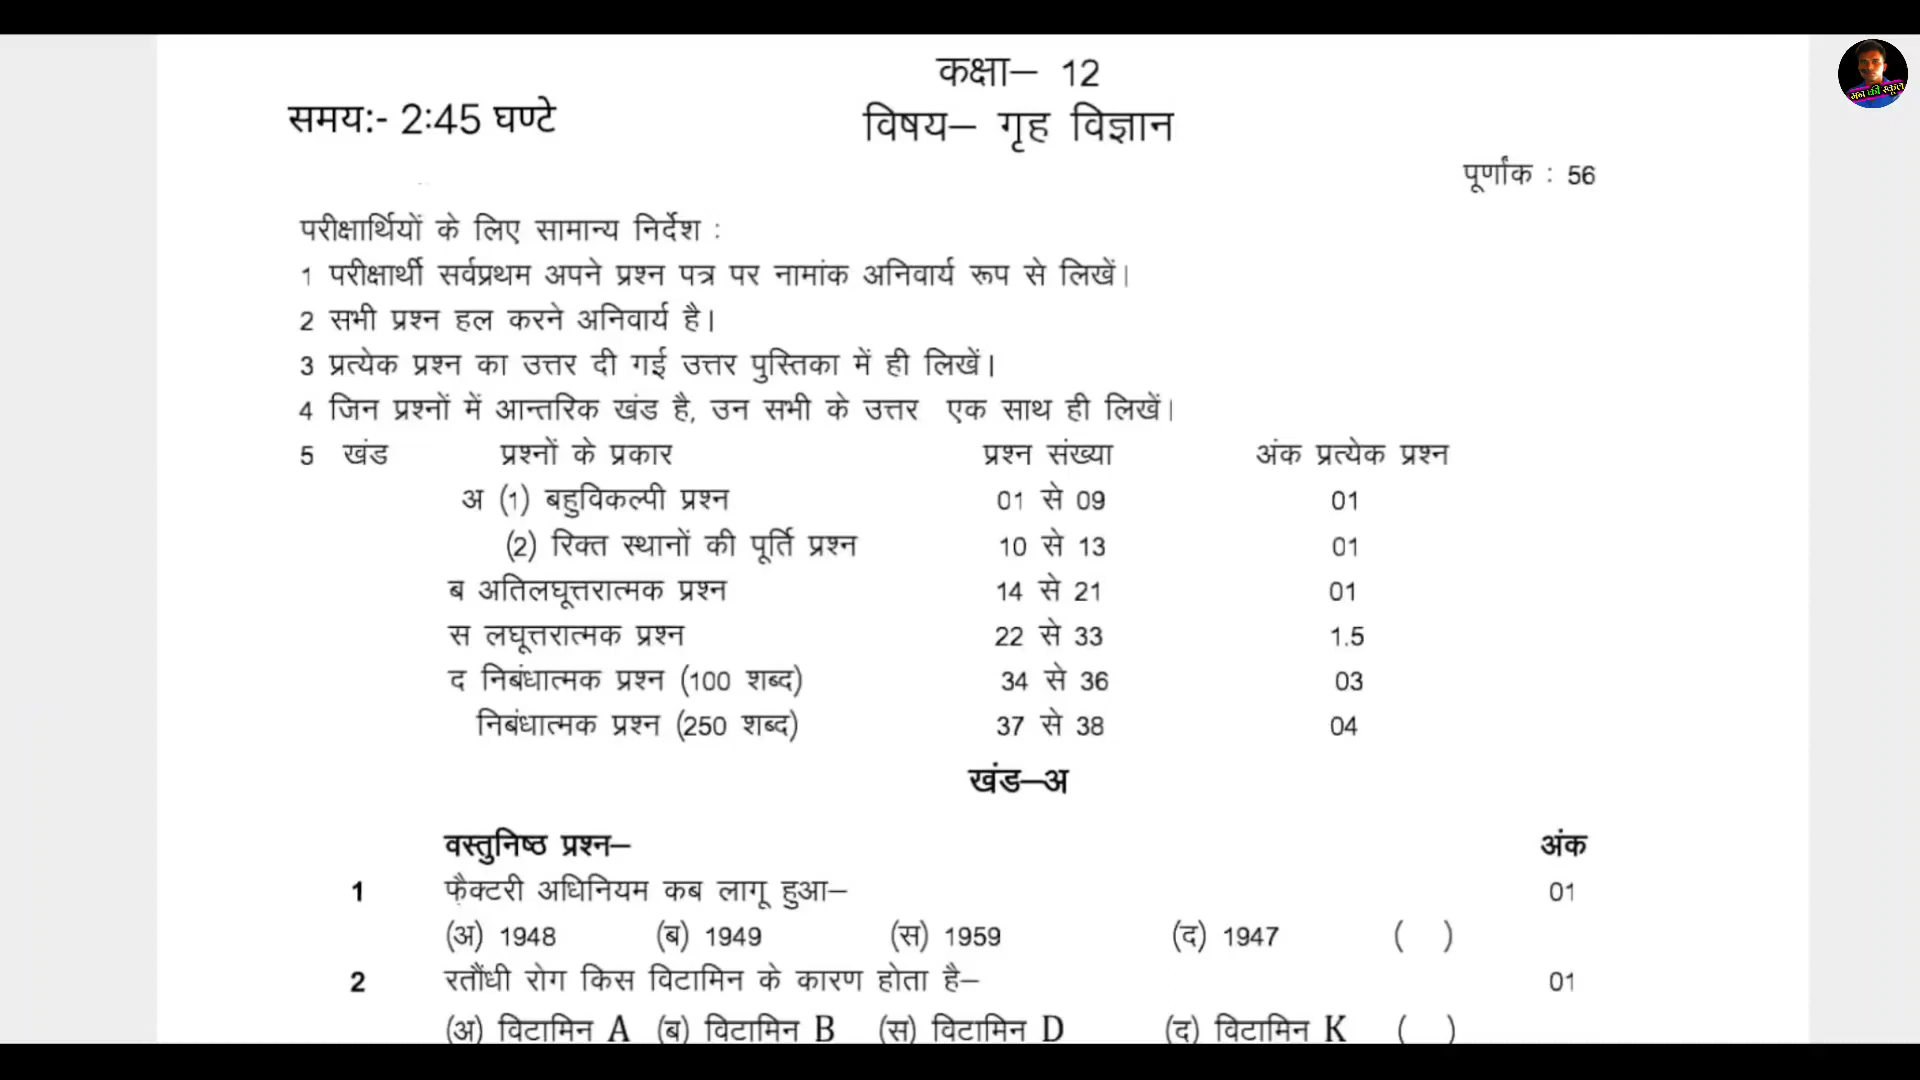 कक्षा– 12
समय:- 2:45 घण्टे
विषय– गृह विज्ञान
पूर्णांक : 56
मन की स्कूल
परीक्षार्थियों के लिए सामान्य निर्देश :
1 परीक्षार्थी सर्वप्रथम अपने प्रश्न पत्र पर नामांक अनिवार्य रूप से लिखें।
2 सभी प्रश्न हल करने अनिवार्य है।
3 प्रत्येक प्रश्न का उत्तर दी गई उत्तर पुस्तिका में ही लिखें।
4 जिन प्रश्नों में आन्तरिक खंड है, उन सभी के उत्तर एक साथ ही लिखें।
5 खंड प्रश्नों के प्रकार प्रश्न संख्या अंक प्रत्येक प्रश्न
अ (1) बहुविकल्पी प्रश्न 01 से 09 01
(2) रिक्त स्थानों की पूर्ति प्रश्न 10 से 13 01
ब अतिलघूत्तरात्मक प्रश्न 14 से 21 01
स लघूत्तरात्मक प्रश्न 22 से 33 1.5
द निबंधात्मक प्रश्न (100 शब्द) 34 से 36 03
निबंधात्मक प्रश्न (250 शब्द) 37 से 38 04
खंड–अ
वस्तुनिष्ठ प्रश्न– अंक
1 फ़ैक्टरी अधिनियम कब लागू हुआ– 01
(अ) 1948 (ब) 1949 (स) 1959 (द) 1947 ( )
2 रतौंधी रोग किस विटामिन के कारण होता है– 01
(अ) विटामिन A (ब) विटामिन B (स) विटामिन D (द) विटामिन K ( )